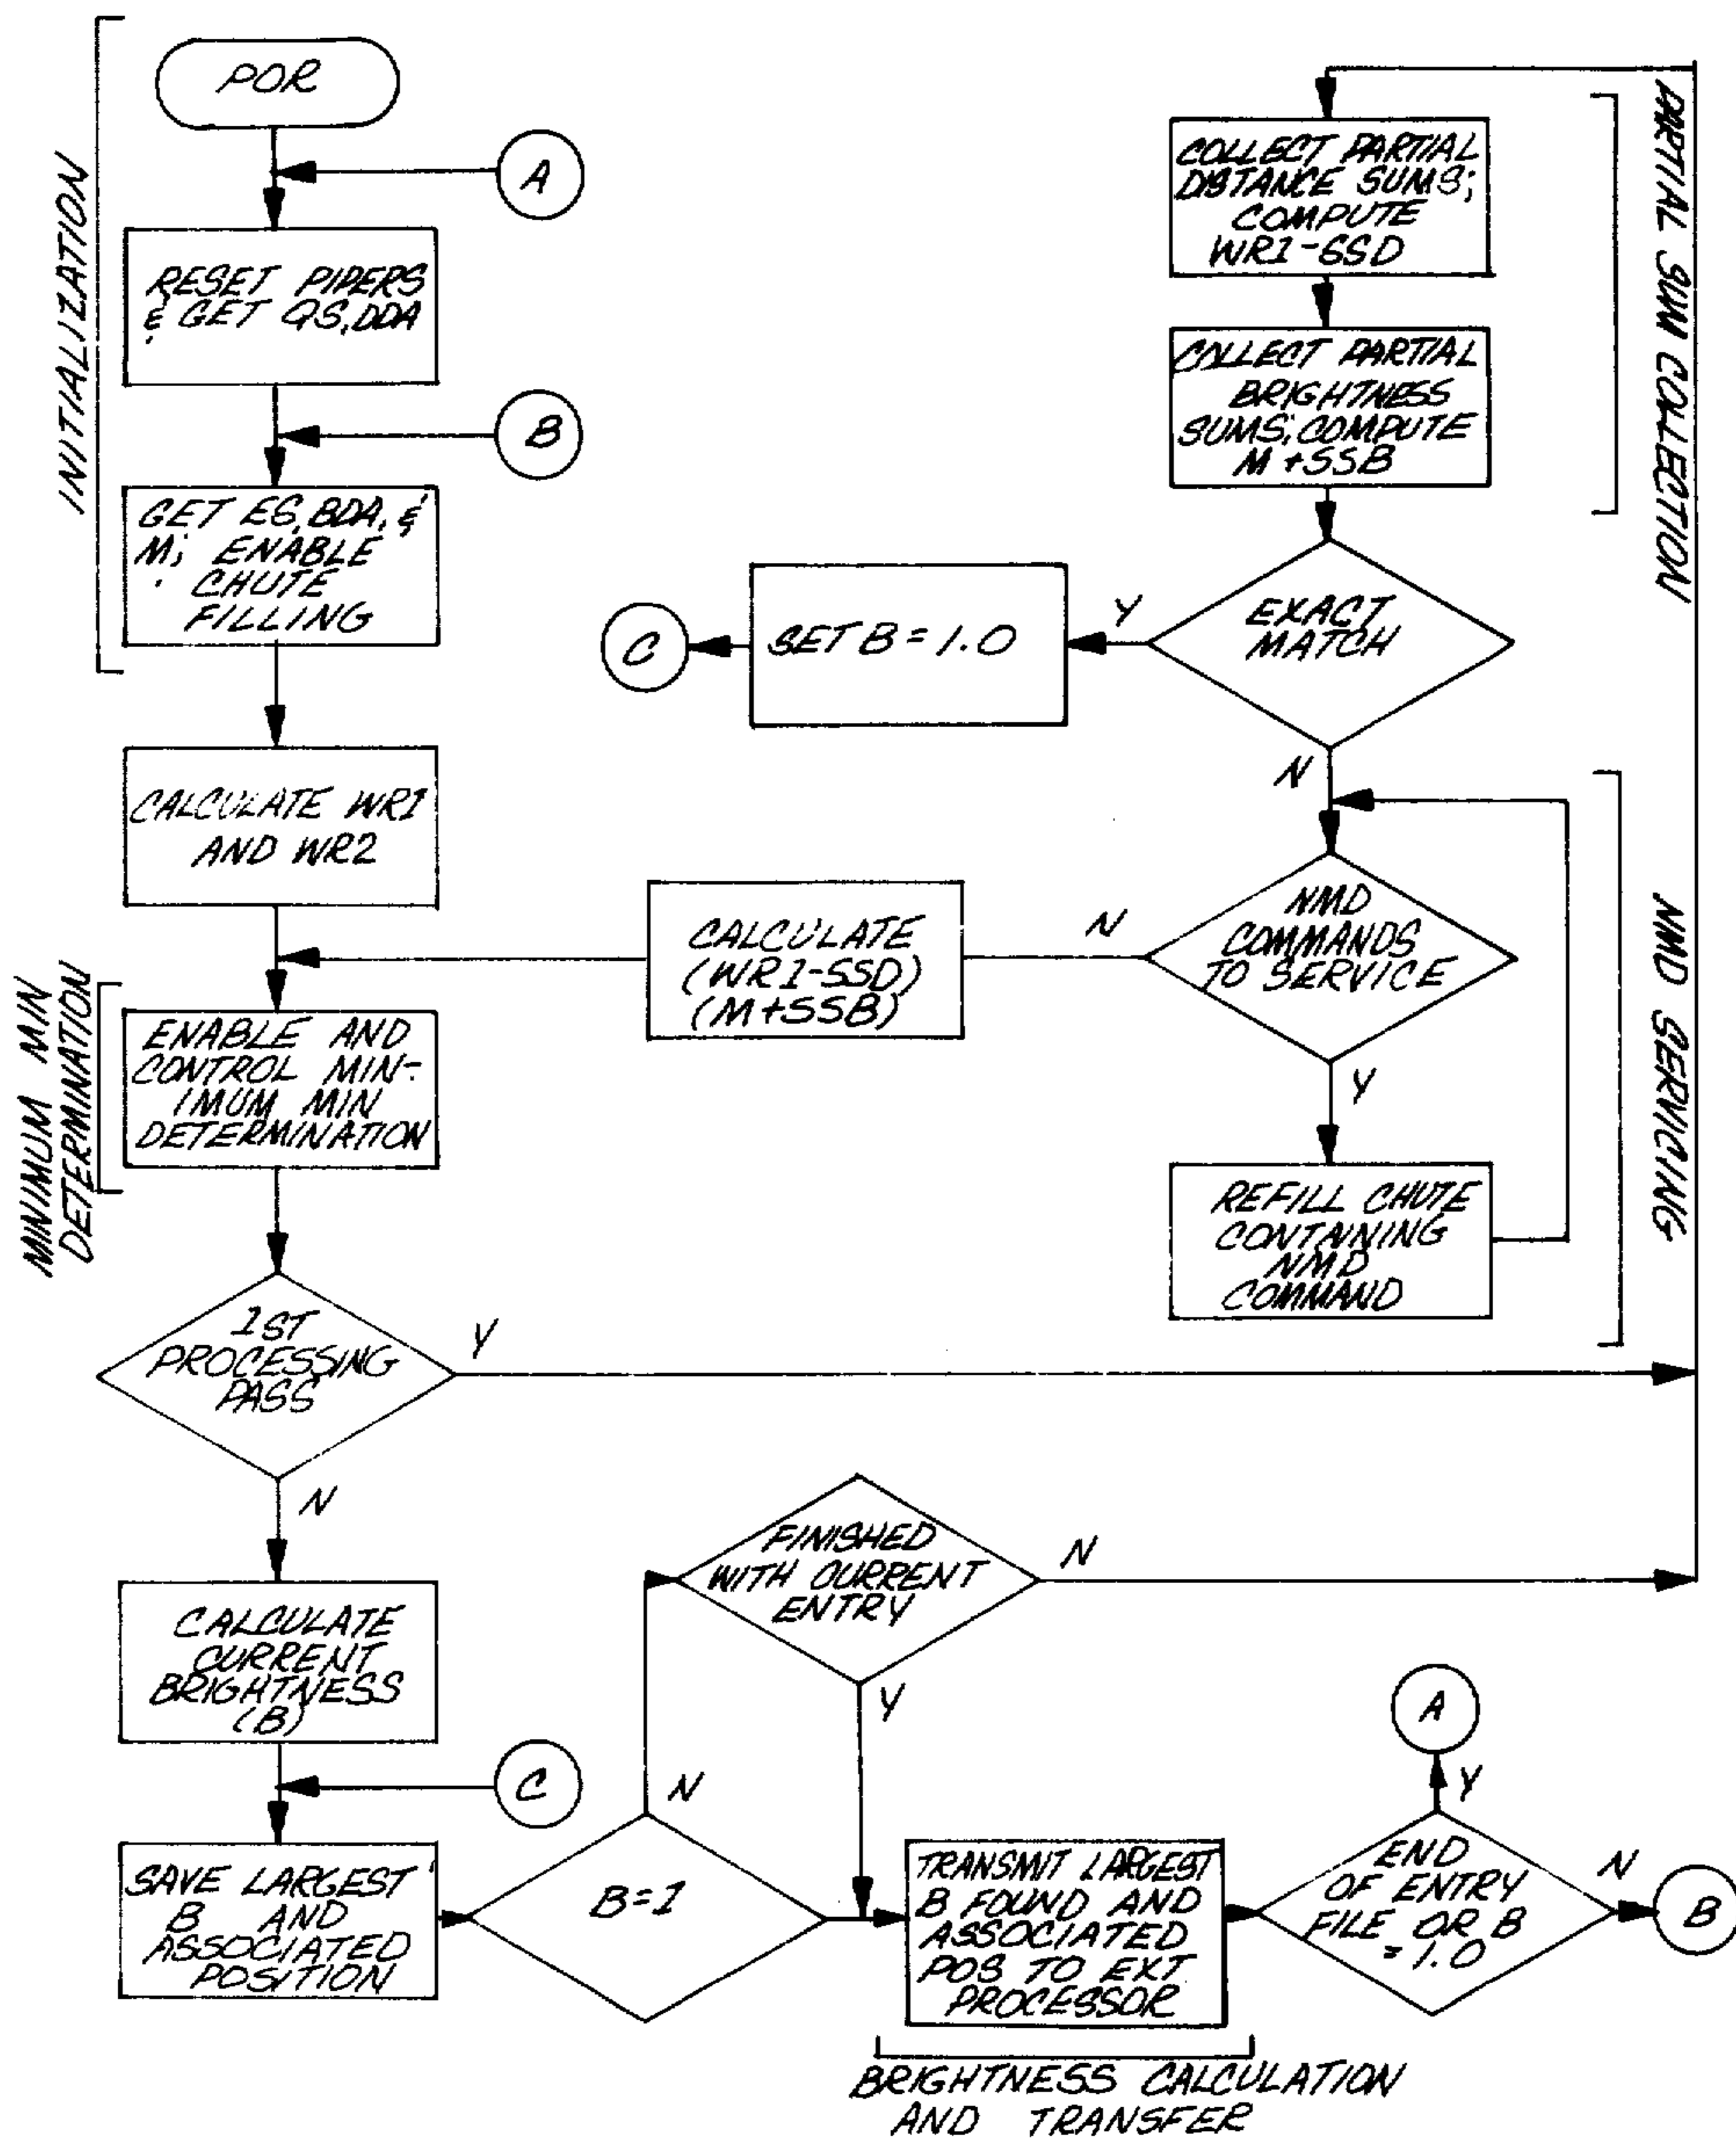 INITIALIZATION
POR
A
RESET PIPERS
& GET QS, DDA
B
GET ES, BDA, &
M; ENABLE
CHUTE
FILLING
CALCULATE WR1
AND WR2
MINIMUM MIN
DETERMINATION
ENABLE AND
CONTROL MIN-
IMUM MIN
DETERMINATION
1ST
PROCESSING
PASS
Y
N
CALCULATE
CURRENT
BRIGHTNESS
(B)
C
SAVE LARGEST
B AND
ASSOCIATED
POSITION
B=1
N
FINISHED
WITH CURRENT
ENTRY
N
Y
TRANSMIT LARGEST
B FOUND AND
ASSOCIATED
POS TO EXT
PROCESSOR
BRIGHTNESS CALCULATION
AND TRANSFER
END
OF ENTRY
FILE OR B
= 1.0
Y
A
N
B
PARTIAL SUM COLLECTION
COLLECT PARTIAL
DISTANCE SUMS;
COMPUTE
WR1-SSD
COLLECT PARTIAL
BRIGHTNESS
SUMS; COMPUTE
M+SSB
EXACT
MATCH
Y
SET B = 1.0
C
N
NMD SERVICING
NMD
COMMANDS
TO SERVICE
N
CALCULATE
(WR1-SSD)
(M+SSB)
Y
REFILL CHUTE
CONTAINING
NMD
COMMAND